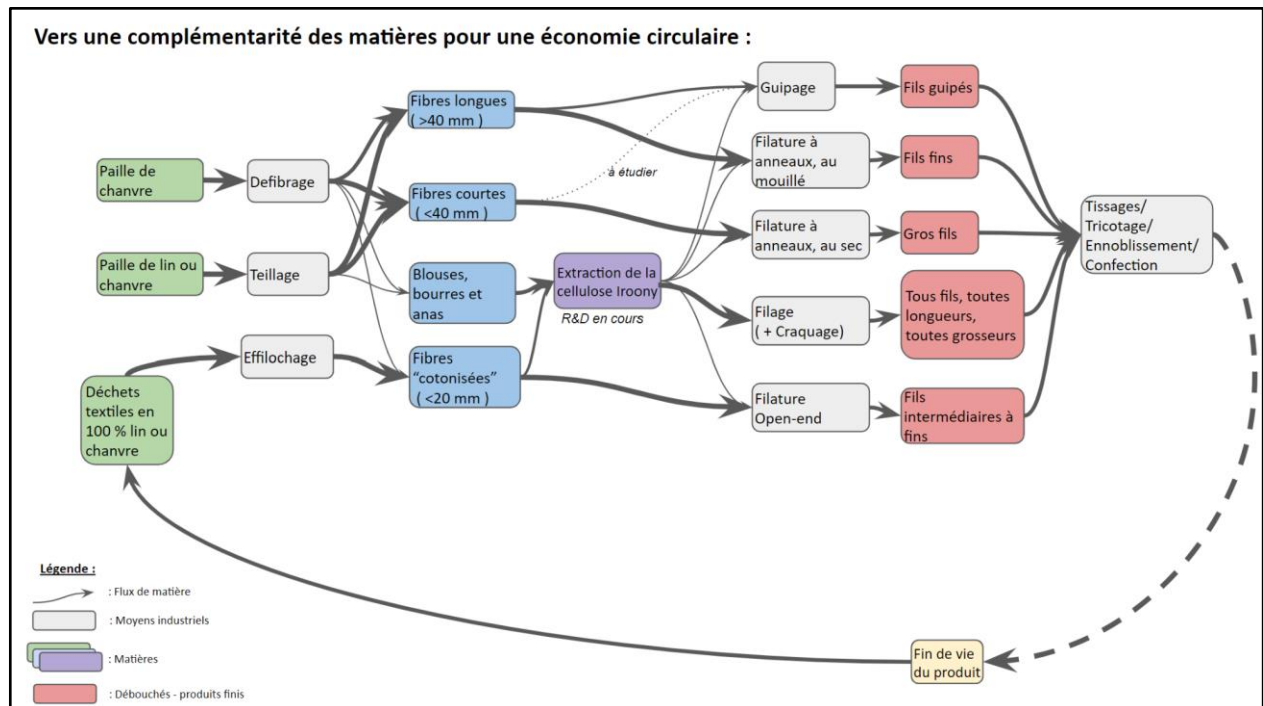 Vers une complémentarité des matières pour une économie circulaire :
Paille de
chanvre
Paille de lin ou
chanvre
Déchets
textiles en
100 % lin ou
chanvre
Defibrage
Teillage
Effilochage
Fibres longues
( >40 mm )
Fibres courtes
( <40 mm )
Blouses,
bourres et
anas
Fibres
“cotonisées”
( <20 mm )
à étudier
Extraction de la
cellulose Iroony
R&D en cours
Guipage
Filature à
anneaux, au
mouillé
Filature à
anneaux, au sec
Filage
( + Craquage)
Filature
Open-end
Fils guipés
Fils fins
Gros fils
Tous fils, toutes
longueurs,
toutes grosseurs
Fils
intermédiaires à
fins
Tissages/
Tricotage/
Ennoblissement/
Confection
Fin de vie
du produit
Légende :
: Flux de matière
: Moyens industriels
: Matières
: Débouchés - produits finis